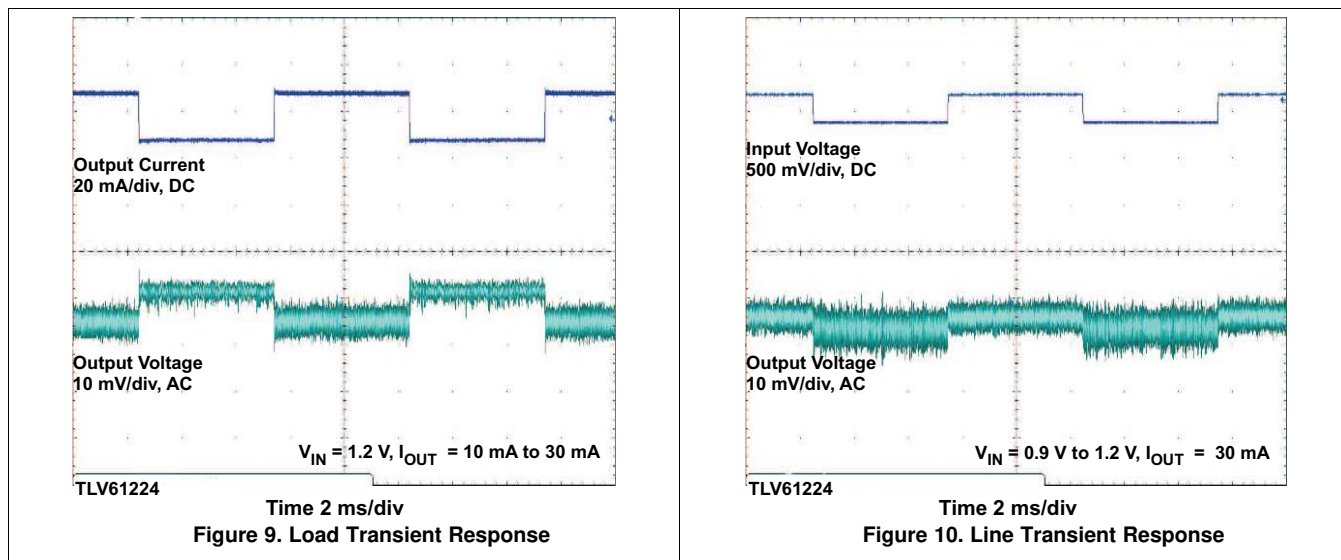 Output Current
20 mA/div, DC
Output Voltage
10 mV/div, AC
V_IN = 1.2 V, I_OUT = 10 mA to 30 mA
TLV61224
Time 2 ms/div
Figure 9. Load Transient Response
Input Voltage
500 mV/div, DC
Output Voltage
10 mV/div, AC
V_IN = 0.9 V to 1.2 V, I_OUT = 30 mA
TLV61224
Time 2 ms/div
Figure 10. Line Transient Response